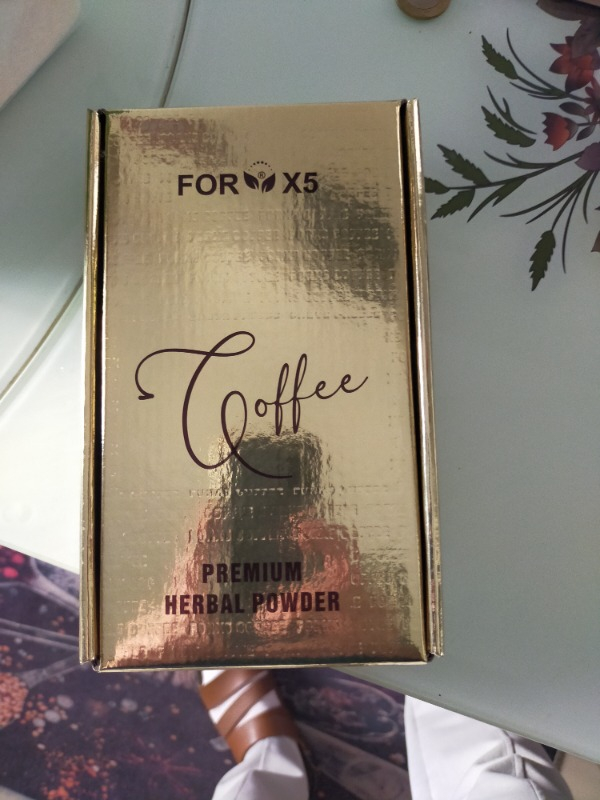 FOR ® X5
Coffee
PREMIUM
HERBAL POWDER